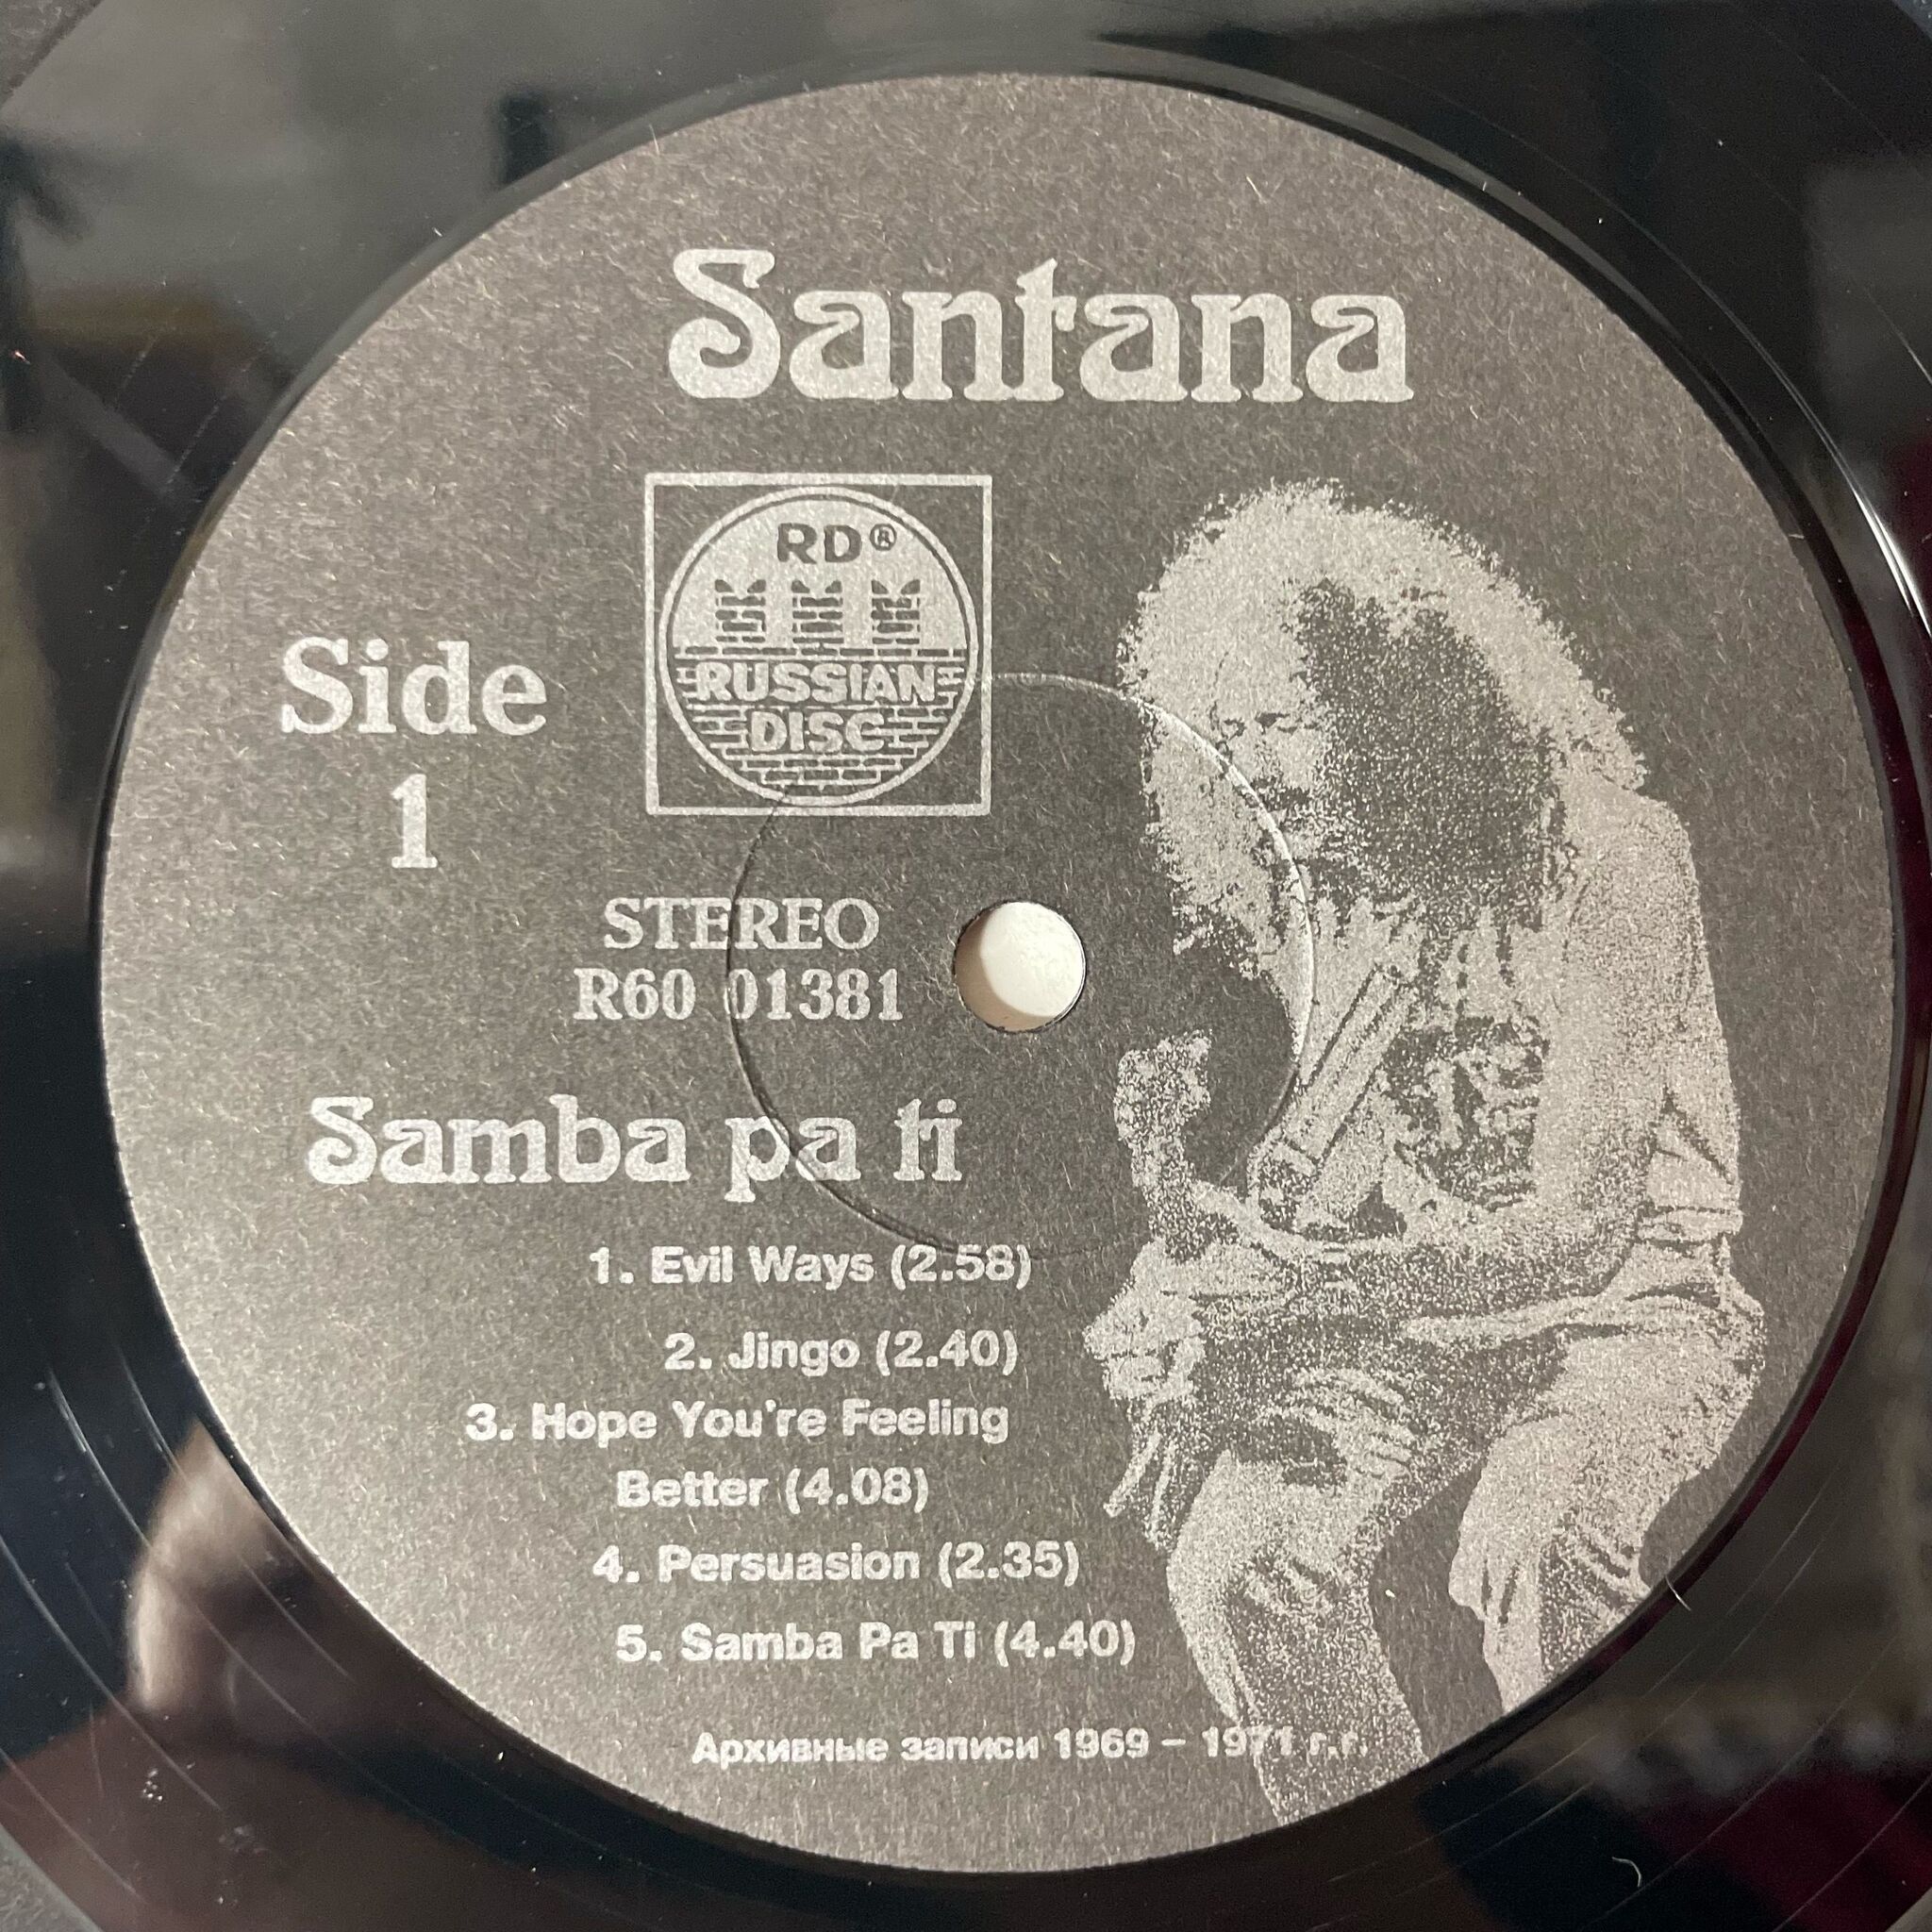 Santana
RD®
RUSSIAN
DISC
Side
1
STEREO
R60 01381
Samba pa ti
1. Evil Ways (2.58)
2. Jingo (2.40)
3. Hope You're Feeling
Better (4.08)
4. Persuasion (2.35)
5. Samba Pa Ti (4.40)
Архивные записи 1969 – 1971 г.г.